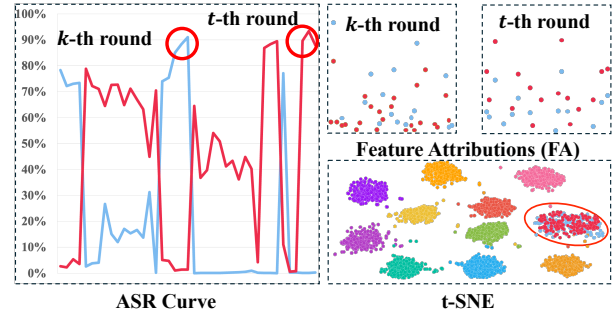 100%
90%
80%
70%
60%
50%
40%
30%
20%
10%
0%
k-th round
t-th round
ASR Curve
k-th round
t-th round
Feature Attributions (FA)
t-SNE